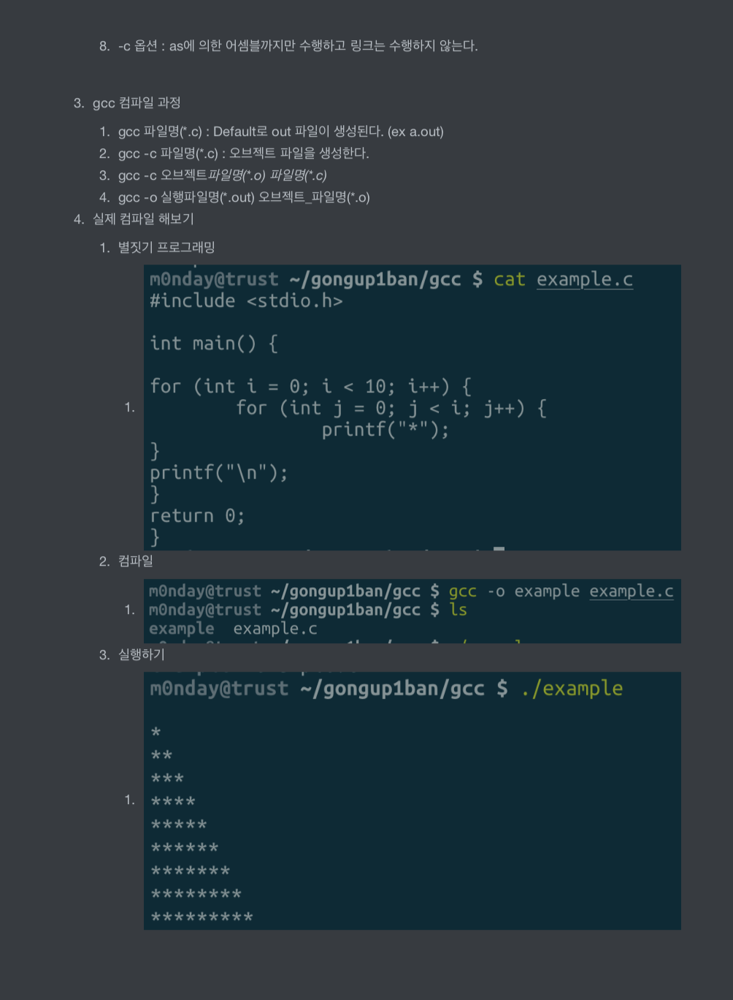 8. -c 옵션 : as에 의한 어셈블까지만 수행하고 링크는 수행하지 않는다.
3. gcc 컴파일 과정
1. gcc 파일명(*.c) : Default로 out 파일이 생성된다. (ex a.out)
2. gcc -c 파일명(*.c) : 오브젝트 파일을 생성한다.
3. gcc -c 오브젝트파일명(*.o) 파일명(*.c)
4. gcc -o 실행파일명(*.out) 오브젝트_파일명(*.o)
4. 실제 컴파일 해보기
1. 별짓기 프로그래밍
m0nday@trust ~/gongup1ban/gcc $ cat example.c
#include <stdio.h>
int main() {
for (int i = 0; i < 10; i++) {
1. for (int j = 0; j < i; j++) {
printf("*");
}
printf("\n");
}
return 0;
}
2. 컴파일
m0nday@trust ~/gongup1ban/gcc $ gcc -o example example.c
1. m0nday@trust ~/gongup1ban/gcc $ ls
example example.c
3. 실행하기
m0nday@trust ~/gongup1ban/gcc $ ./example
*
**
***
1. ****
*****
******
*******
********
*********